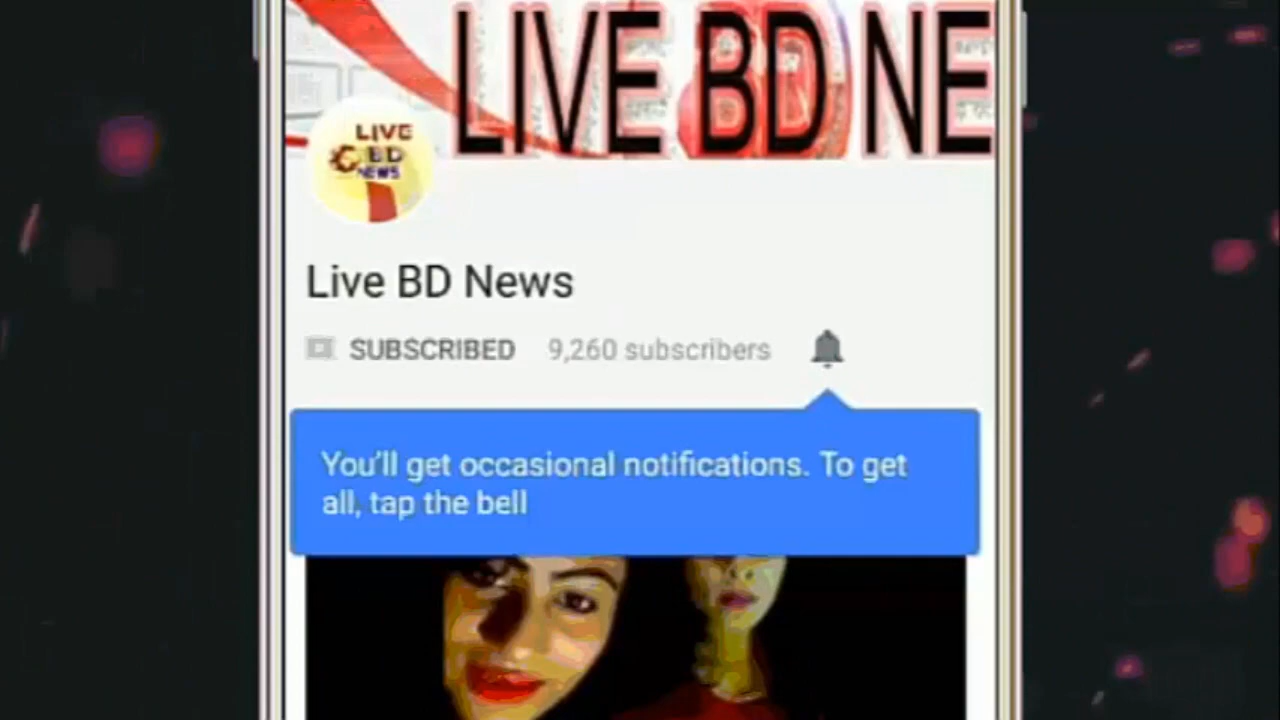 LIVE BD NE
LIVE
BD
NEWS
Live BD News
SUBSCRIBED 9,260 subscribers
You'll get occasional notifications. To get
all, tap the bell